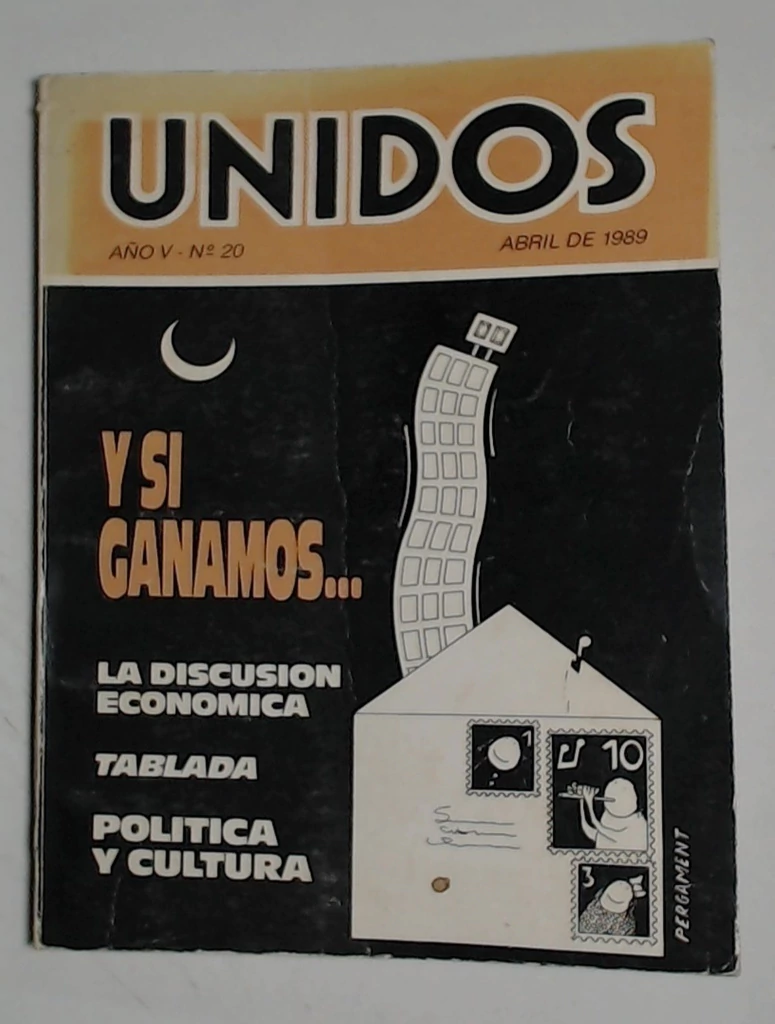 UNIDOS
AÑO V - Nº 20
ABRIL DE 1989
Y SI
GANAMOS...
LA DISCUSION
ECONOMICA
TABLADA
POLITICA
Y CULTURA
1
10
3
PERGAMENT